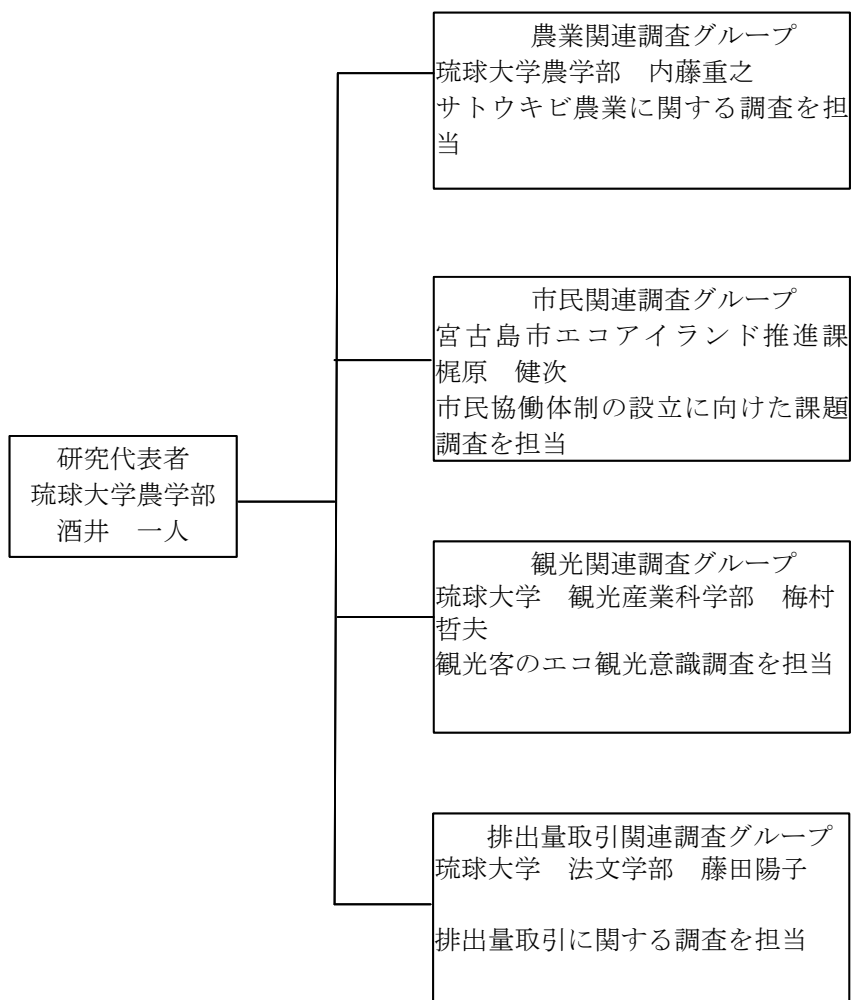 農業関連調査グループ
琉球大学農学部　内藤重之
サトウキビ農業に関する調査を担
当
市民関連調査グループ
宮古島市エコアイランド推進課
梶原　健次
市民協働体制の設立に向けた課題
調査を担当
研究代表者
琉球大学農学部
酒井　一人
観光関連調査グループ
琉球大学　観光産業科学部　梅村
哲夫
観光客のエコ観光意識調査を担当
排出量取引関連調査グループ
琉球大学　法文学部　藤田陽子
排出量取引に関する調査を担当